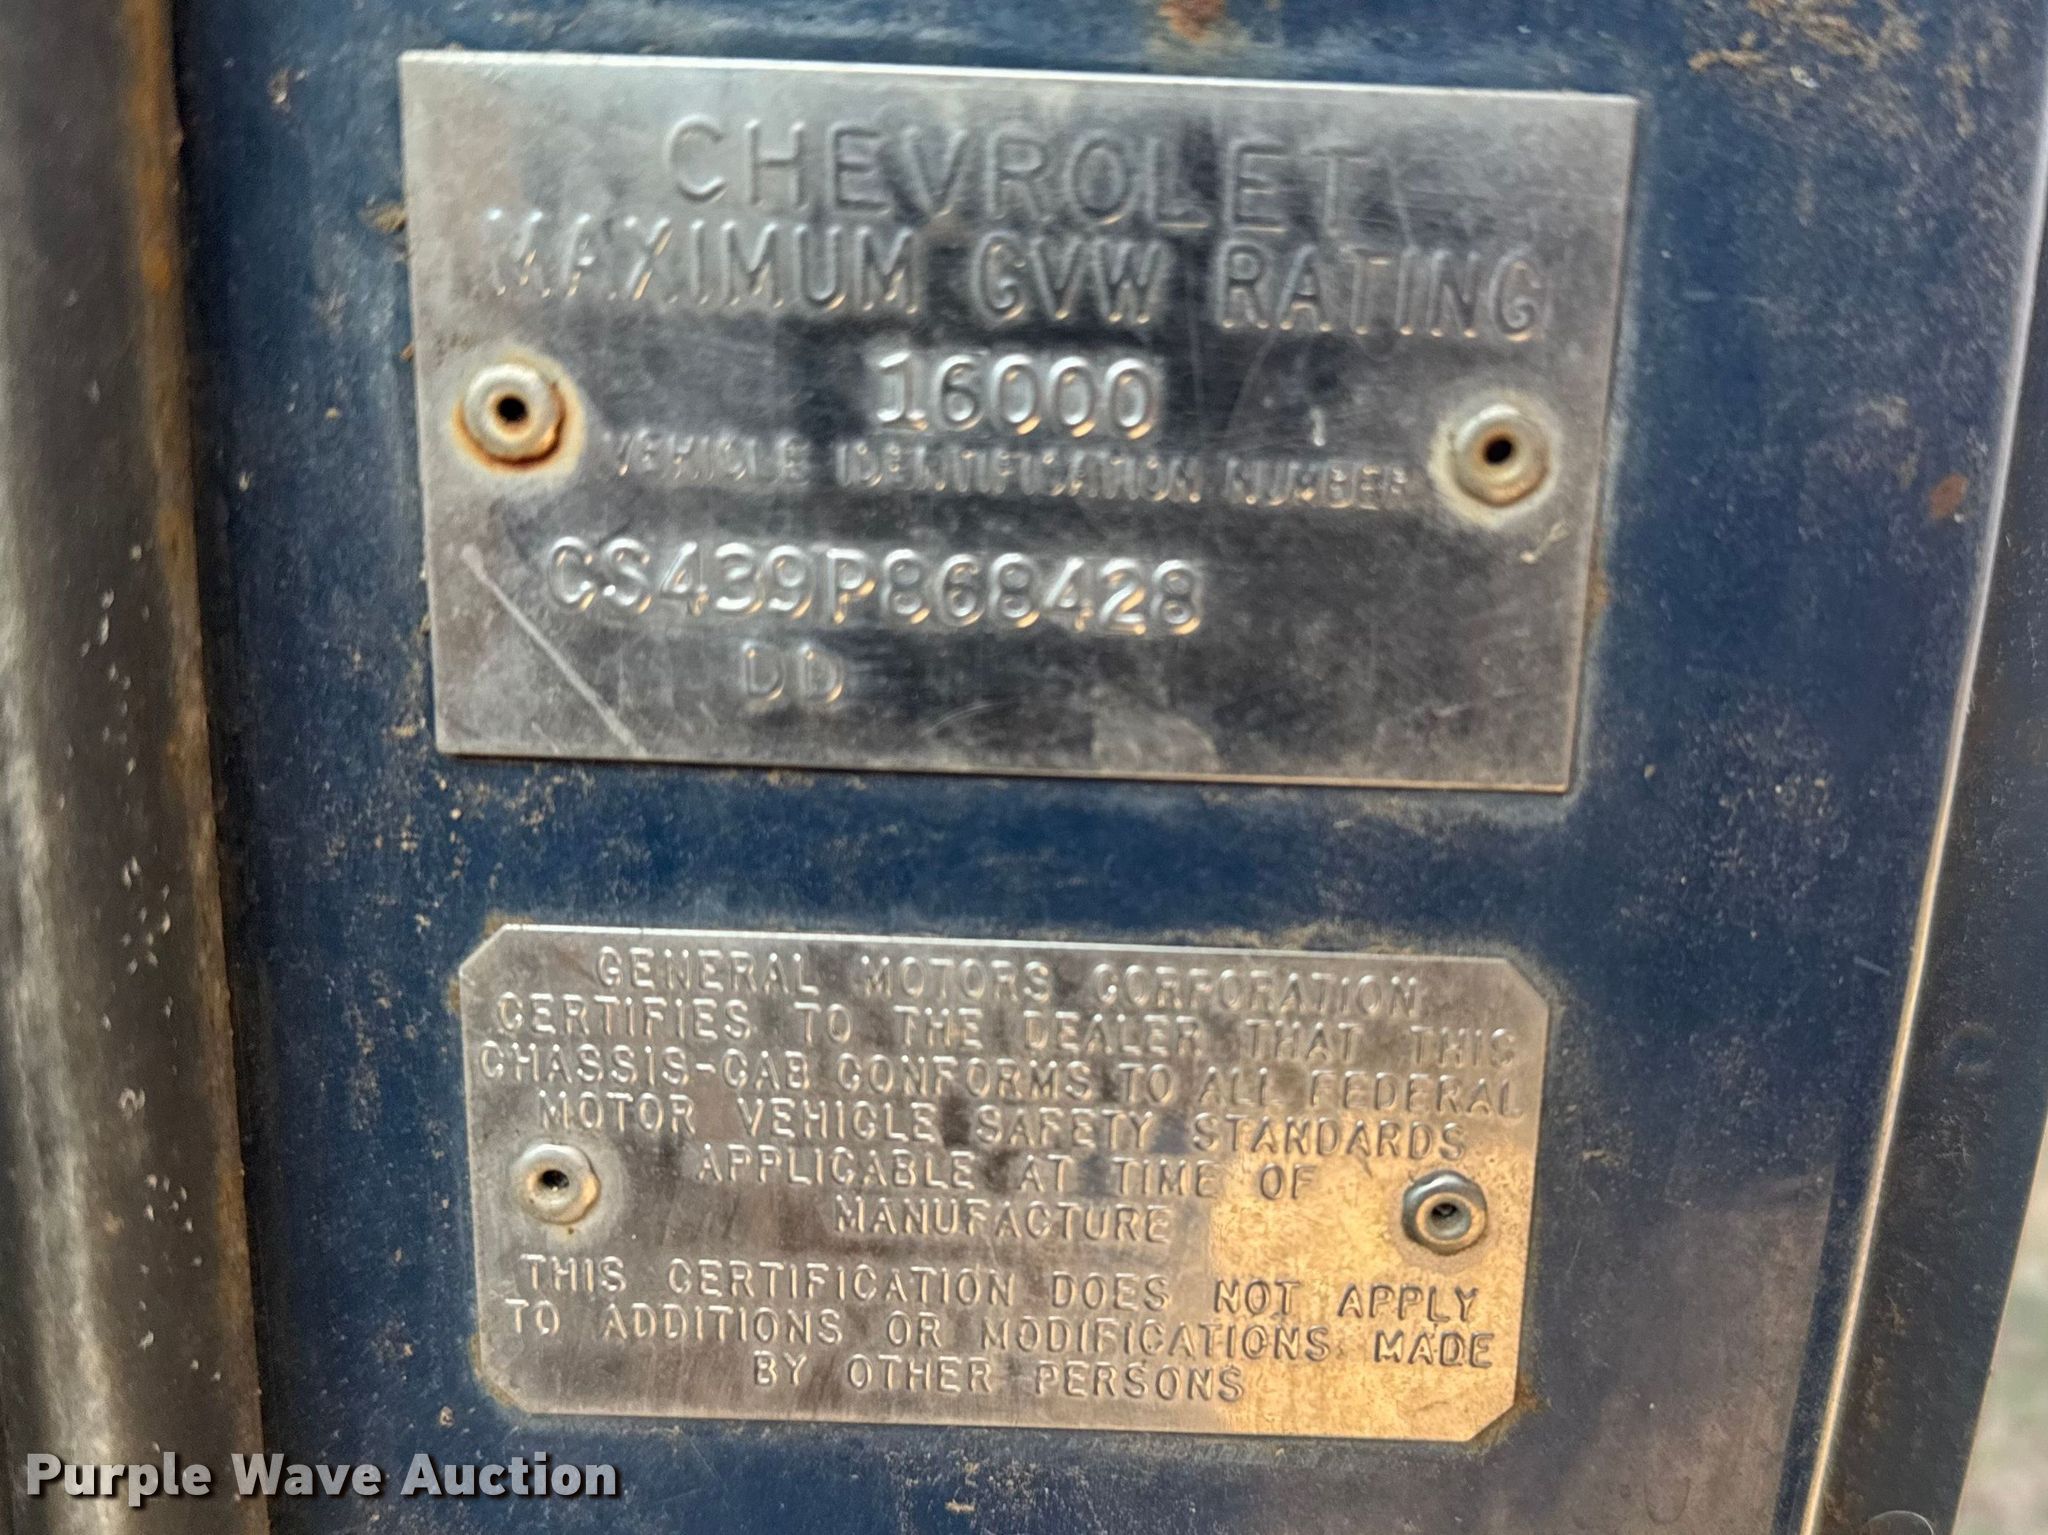 CHEVROLET
MAXIMUM GVW RATING
16000
VEHICLE IDENTIFICATION NUMBER
CS439P868428
DD
GENERAL MOTORS CORPORATION
CERTIFIES TO THE DEALER THAT THIS
CHASSIS-CAB CONFORMS TO ALL FEDERAL
MOTOR VEHICLE SAFETY STANDARDS
APPLICABLE AT TIME OF
MANUFACTURE
THIS CERTIFICATION DOES NOT APPLY
TO ADDITIONS OR MODIFICATIONS MADE
BY OTHER PERSONS
Purple Wave Auction